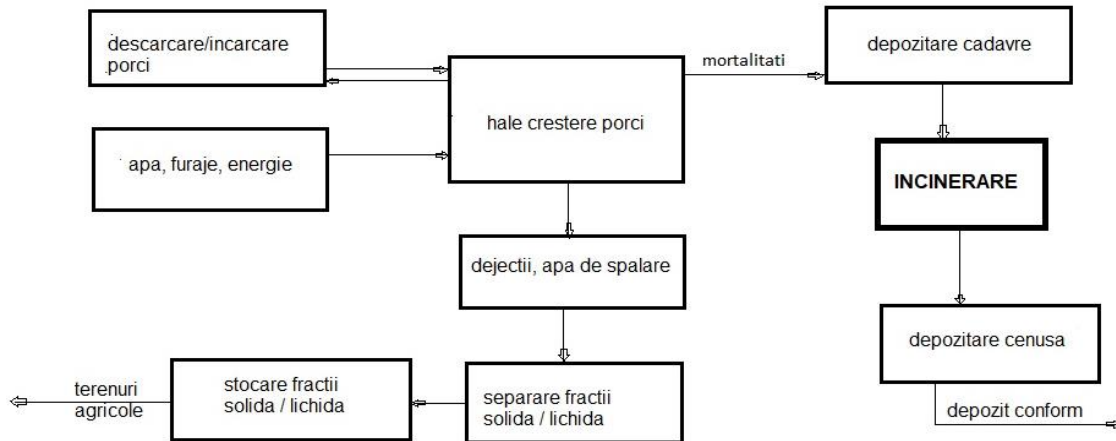 descarcare/incarcare
porci
apa, furaje, energie
hale crestere porci
mortalitati
depozitare cadavre
INCINERARE
depozitare cenusa
depozit conform
dejectii, apa de spalare
separare fractii
solida / lichida
stocare fractii
solida / lichida
terenuri
agricole